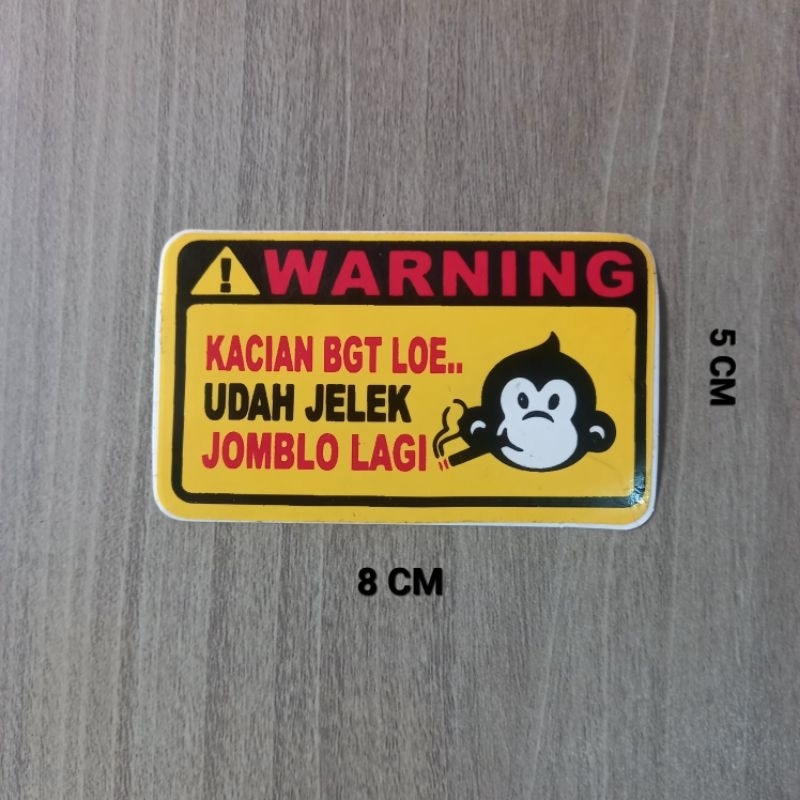 WARNING
KACIAN BGT LOE..
UDAH JELEK
JOMBLO LAGI
5 CM
8 CM